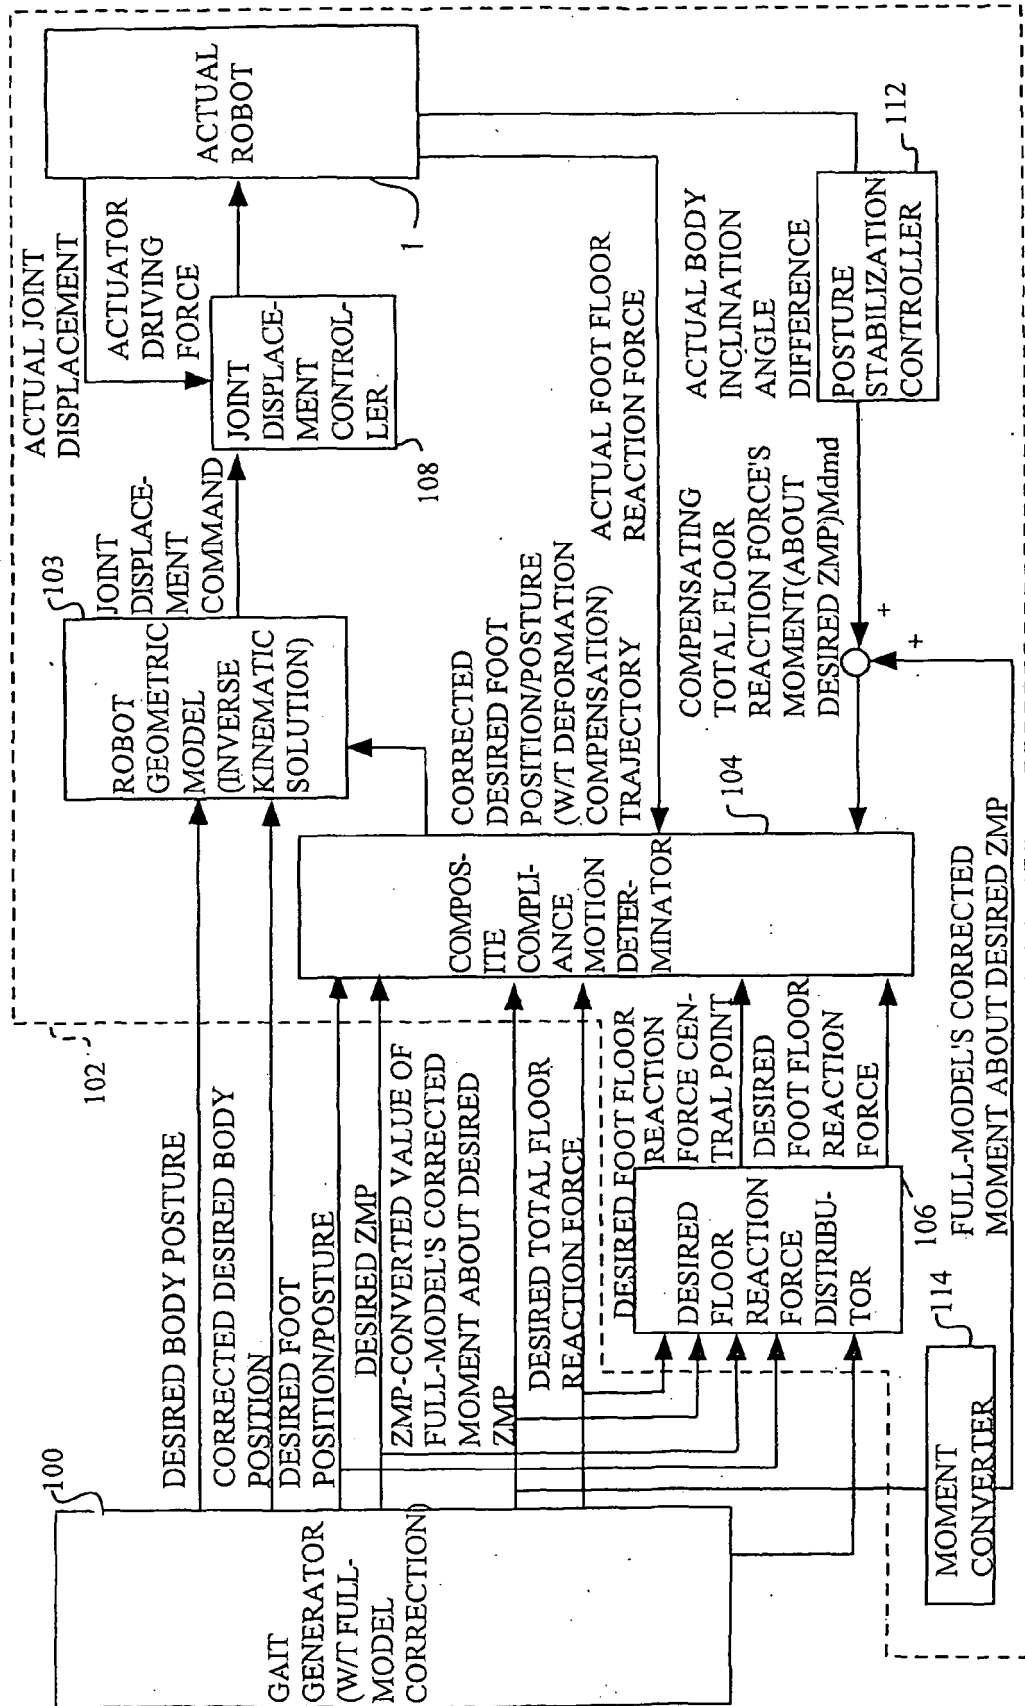 100
GAIT
GENERATOR
(W/T FULL-
MODEL
CORRECTION)
DESIRED BODY POSTURE
CORRECTED DESIRED BODY
POSITION
DESIRED FOOT
POSITION/POSTURE
DESIRED ZMP
ZMP-CONVERTED VALUE OF
FULL-MODEL'S CORRECTED
MOMENT ABOUT DESIRED
ZMP
DESIRED TOTAL FLOOR
REACTION FORCE
102
103
ROBOT
GEOMETRIC
MODEL
(INVERSE
KINEMATIC
SOLUTION)
JOINT
DISPLACE-
MENT
COMMAND
ACTUAL JOINT
DISPLACEMENT
ACTUATOR
DRIVING
FORCE
JOINT
DISPLACE-
MENT
CONTROL-
LER
108
ACTUAL
ROBOT
1
COMPOS-
ITE
COMPLI-
ANCE
MOTION
DETER-
MINATOR
104
CORRECTED
DESIRED FOOT
POSITION/POSTURE
(W/T DEFORMATION
COMPENSATION)
TRAJECTORY
ACTUAL FOOT FLOOR
REACTION FORCE
ACTUAL BODY
INCLINATION
ANGLE
DIFFERENCE
112
POSTURE
STABILIZATION
CONTROLLER
COMPENSATING
TOTAL FLOOR
REACTION FORCE'S
MOMENT(ABOUT
DESIRED ZMP)Mdmd
+
+
DESIRED FOOT FLOOR
REACTION
FORCE CEN-
TRAL POINT
DESIRED
FOOT FLOOR
REACTION
FORCE
DESIRED
FLOOR
REACTION
FORCE
DISTRIBU-
TOR
106
114
MOMENT
CONVERTER
FULL-MODEL'S CORRECTED
MOMENT ABOUT DESIRED ZMP